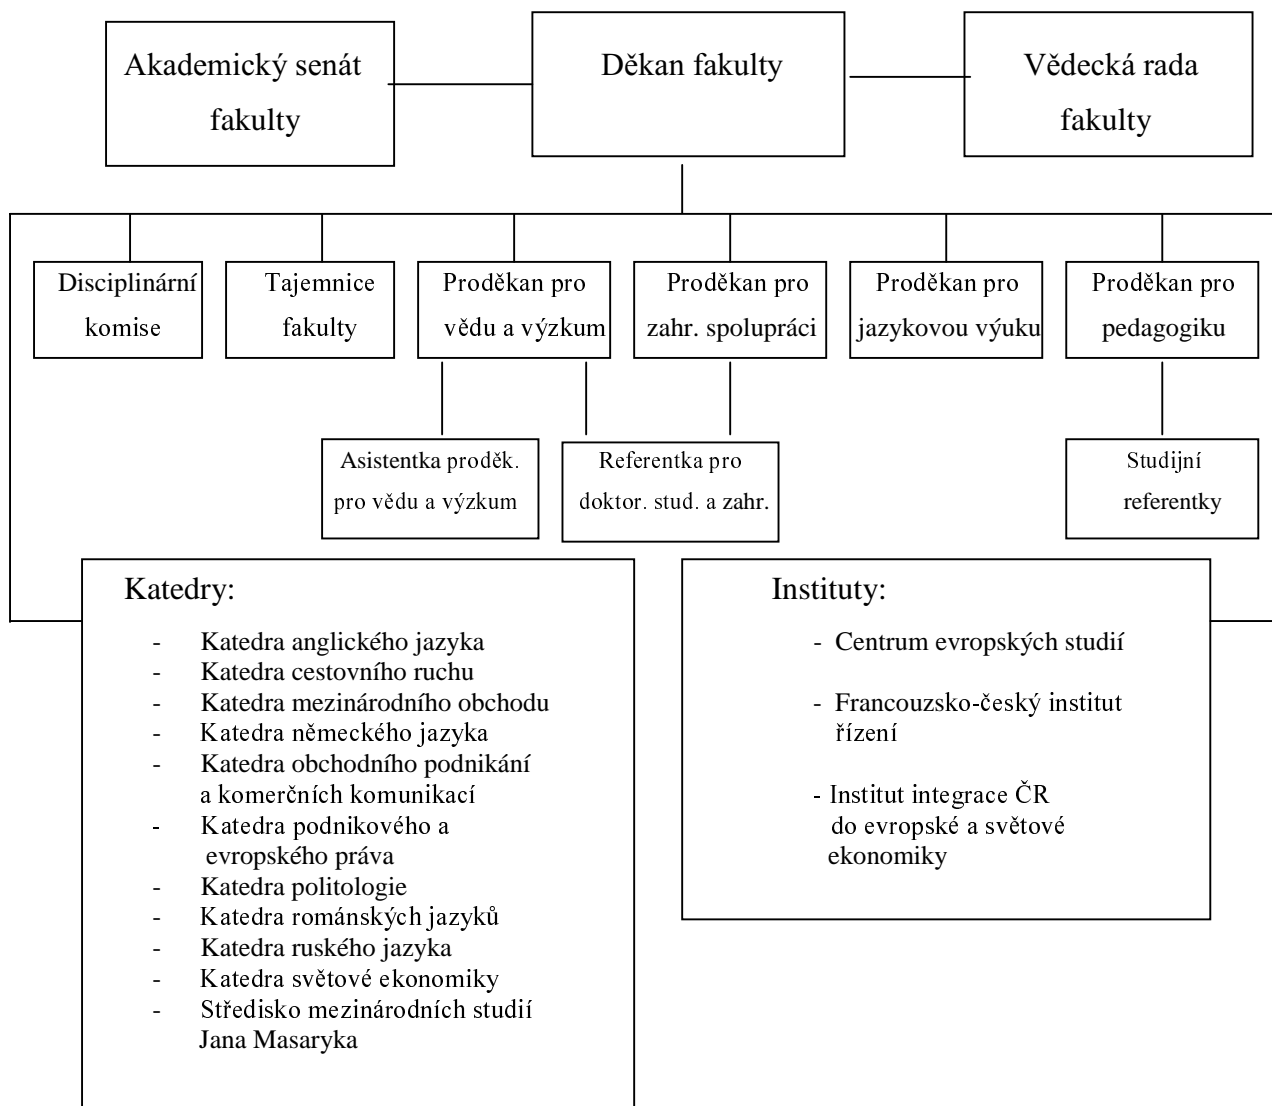 Akademický senát
fakulty
Děkan fakulty
Vědecká rada
fakulty
Disciplinární
komise
Tajemnice
fakulty
Proděkan pro
vědu a výzkum
Proděkan pro
zahr. spolupráci
Proděkan pro
jazykovou výuku
Proděkan pro
pedagogiku
Asistentka proděk.
pro vědu a výzkum
Referentka pro
doktor. stud. a zahr.
Studijní
referentky
Katedry:
- Katedra anglického jazyka
- Katedra cestovního ruchu
- Katedra mezinárodního obchodu
- Katedra německého jazyka
- Katedra obchodního podnikání
a komerčních komunikací
- Katedra podnikového a
evropského práva
- Katedra politologie
- Katedra románských jazyků
- Katedra ruského jazyka
- Katedra světové ekonomiky
- Středisko mezinárodních studií
Jana Masaryka
Instituty:
- Centrum evropských studií
- Francouzsko-český institut
řízení
- Institut integrace ČR
do evropské a světové
ekonomiky